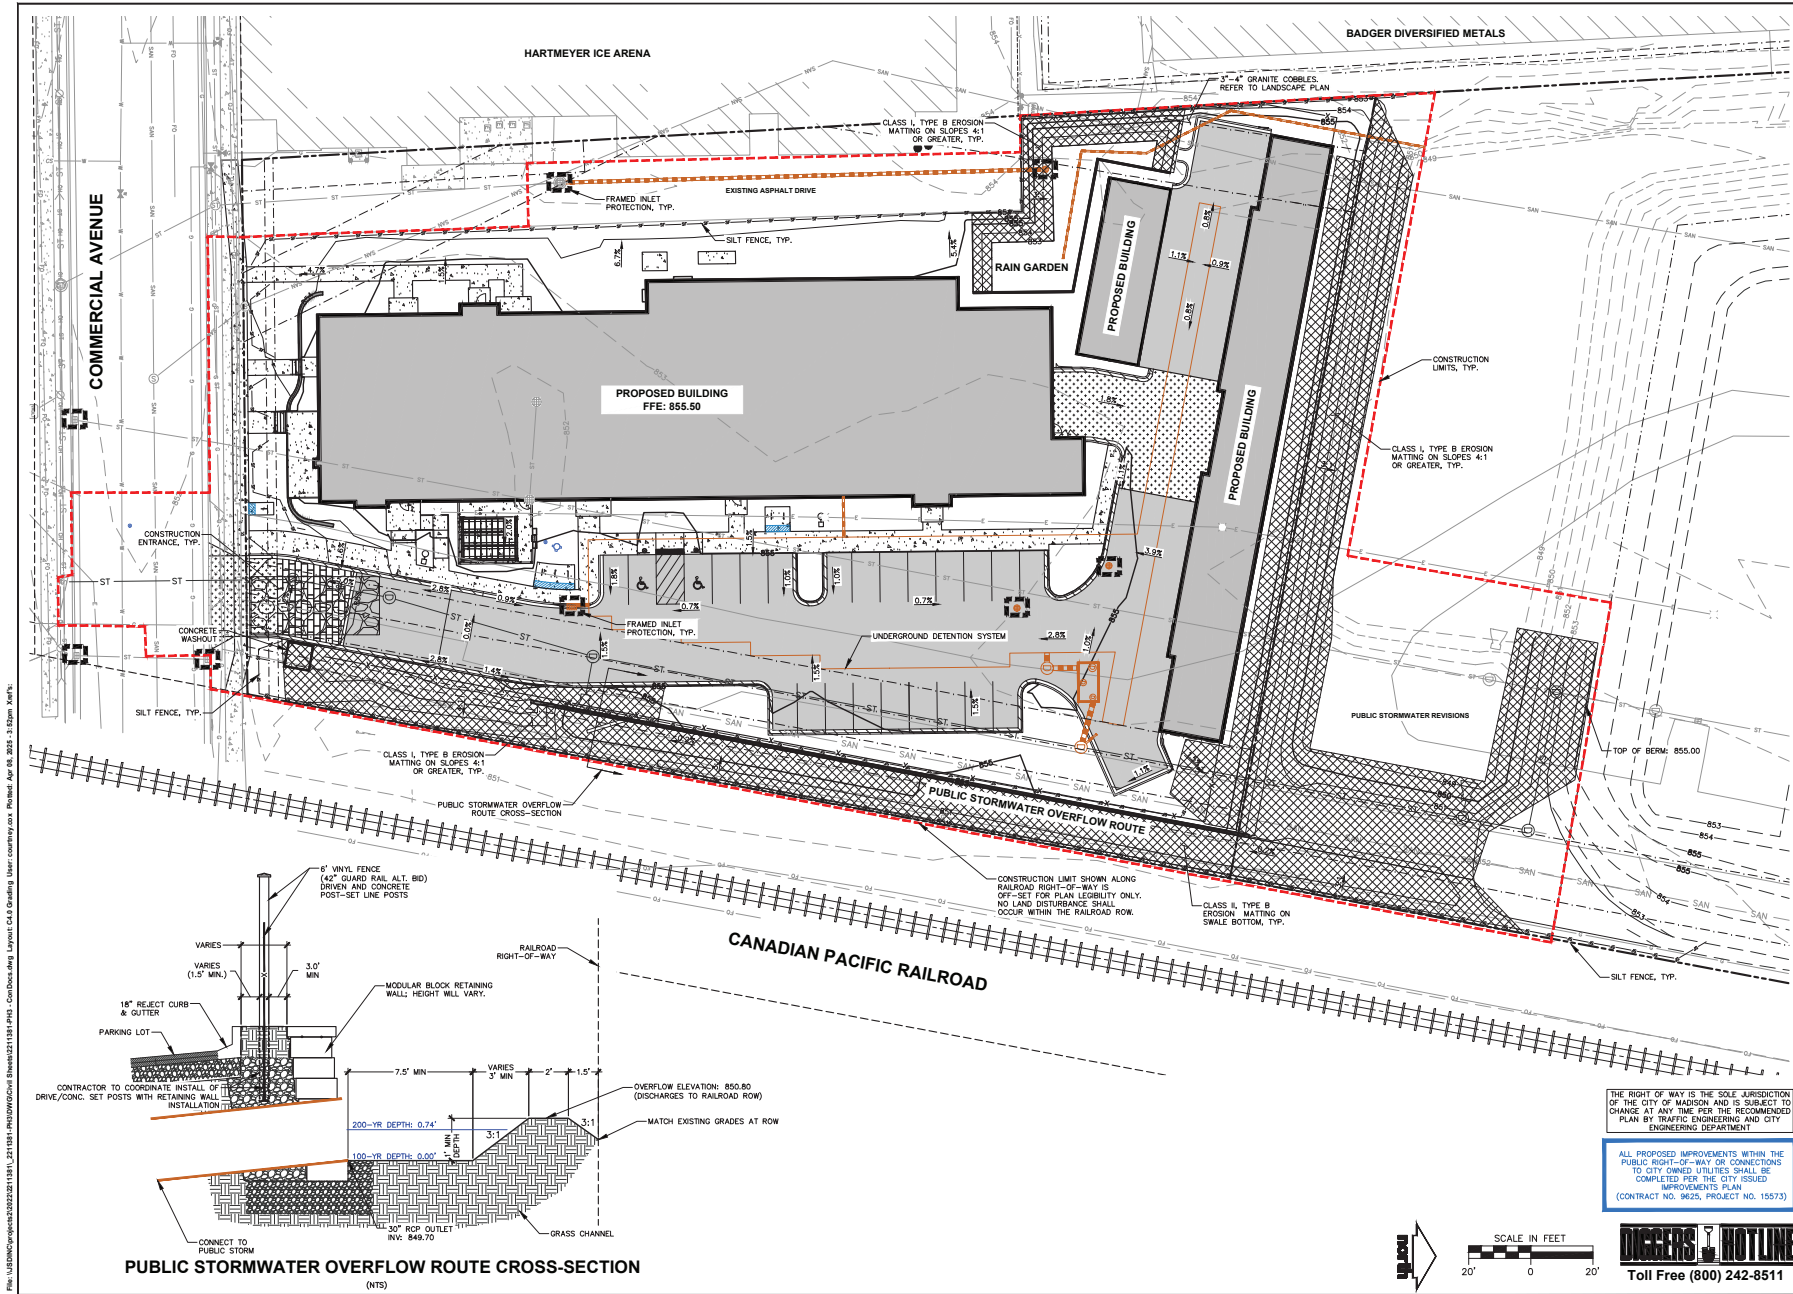 HARTMEYER ICE ARENA
BADGER DIVERSIFIED METALS
3"-4" GRANITE COBBLES.
REFER TO LANDSCAPE PLAN
CLASS I, TYPE B EROSION
MATTING ON SLOPES 4:1
OR GREATER, TYP.
EXISTING ASPHALT DRIVE
FRAMED INLET
PROTECTION, TYP.
SILT FENCE, TYP.
COMMERCIAL AVENUE
RAIN GARDEN
PROPOSED BUILDING
PROPOSED BUILDING
FFE: 855.50
PROPOSED BUILDING
CONSTRUCTION
LIMITS, TYP.
CLASS I, TYPE B EROSION
MATTING ON SLOPES 4:1
OR GREATER, TYP.
CONSTRUCTION
ENTRANCE, TYP.
CONCRETE
WASHOUT
FRAMED INLET
PROTECTION, TYP.
UNDERGROUND DETENTION SYSTEM
SILT FENCE, TYP.
PUBLIC STORMWATER REVISIONS
TOP OF BERM: 855.00
CLASS I, TYPE B EROSION
MATTING ON SLOPES 4:1
OR GREATER, TYP.
PUBLIC STORMWATER OVERFLOW
ROUTE CROSS-SECTION
PUBLIC STORMWATER OVERFLOW ROUTE
CONSTRUCTION LIMIT SHOWN ALONG
RAILROAD RIGHT-OF-WAY IS
OFF-SET FOR PLAN LEGIBILITY ONLY.
NO LAND DISTURBANCE SHALL
OCCUR WITHIN THE RAILROAD ROW.
CLASS II, TYPE B
EROSION MATTING ON
SWALE BOTTOM, TYP.
SILT FENCE, TYP.
CANADIAN PACIFIC RAILROAD
6' VINYL FENCE
(42" GUARD RAIL ALT. BID)
DRIVEN AND CONCRETE
POST-SET LINE POSTS
VARIES
VARIES
(1.5' MIN.)
3.0'
MIN
RAILROAD
RIGHT-OF-WAY
MODULAR BLOCK RETAINING
WALL; HEIGHT WILL VARY.
18" REJECT CURB
& GUTTER
PARKING LOT
CONTRACTOR TO COORDINATE INSTALL OF
DRIVE/CONC. SET POSTS WITH RETAINING WALL
INSTALLATION
7.5' MIN
VARIES
3' MIN
2'
1.5'
OVERFLOW ELEVATION: 850.80
(DISCHARGES TO RAILROAD ROW)
MATCH EXISTING GRADES AT ROW
200-YR DEPTH: 0.74'
100-YR DEPTH: 0.00'
1' MIN
DEPTH
3:1
3:1
30" RCP OUTLET
INV: 849.70
GRASS CHANNEL
CONNECT TO
PUBLIC STORM
PUBLIC STORMWATER OVERFLOW ROUTE CROSS-SECTION
(NTS)
THE RIGHT OF WAY IS THE SOLE JURISDICTION
OF THE CITY OF MADISON AND IS SUBJECT TO
CHANGE AT ANY TIME PER THE RECOMMENDED
PLAN BY TRAFFIC ENGINEERING AND CITY
ENGINEERING DEPARTMENT
ALL PROPOSED IMPROVEMENTS WITHIN THE
PUBLIC RIGHT-OF-WAY OR CONNECTIONS
TO CITY OWNED UTILITIES SHALL BE
COMPLETED PER THE CITY ISSUED
IMPROVEMENTS PLAN
(CONTRACT NO. 9625, PROJECT NO. 15573)
north
SCALE IN FEET
20' 0 20'
DIGGERS HOTLINE
Toll Free (800) 242-8511